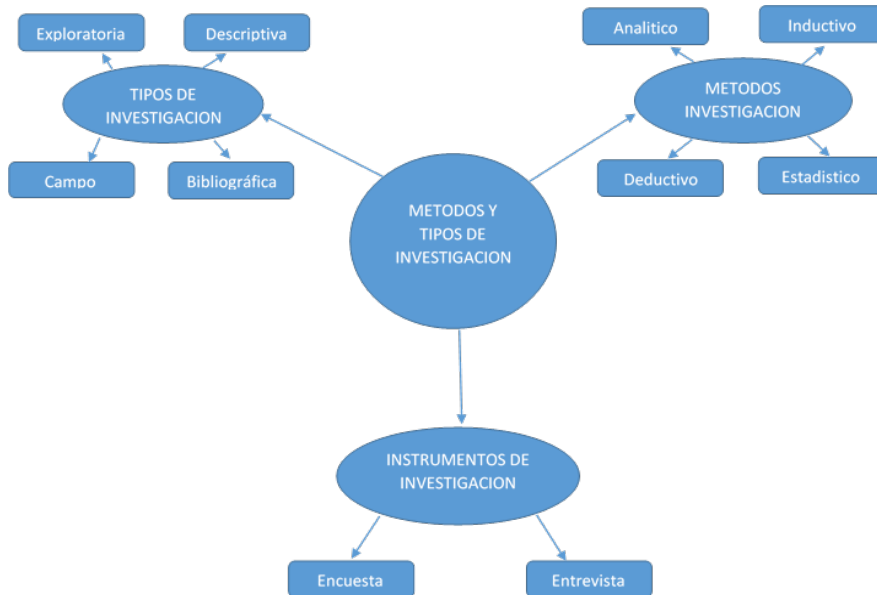 Exploratoria
Descriptiva
TIPOS DE
INVESTIGACION
Campo
Bibliográfica
Analitico
Inductivo
METODOS
INVESTIGACION
Deductivo
Estadistico
METODOS Y
TIPOS DE
INVESTIGACION
INSTRUMENTOS DE
INVESTIGACION
Encuesta
Entrevista